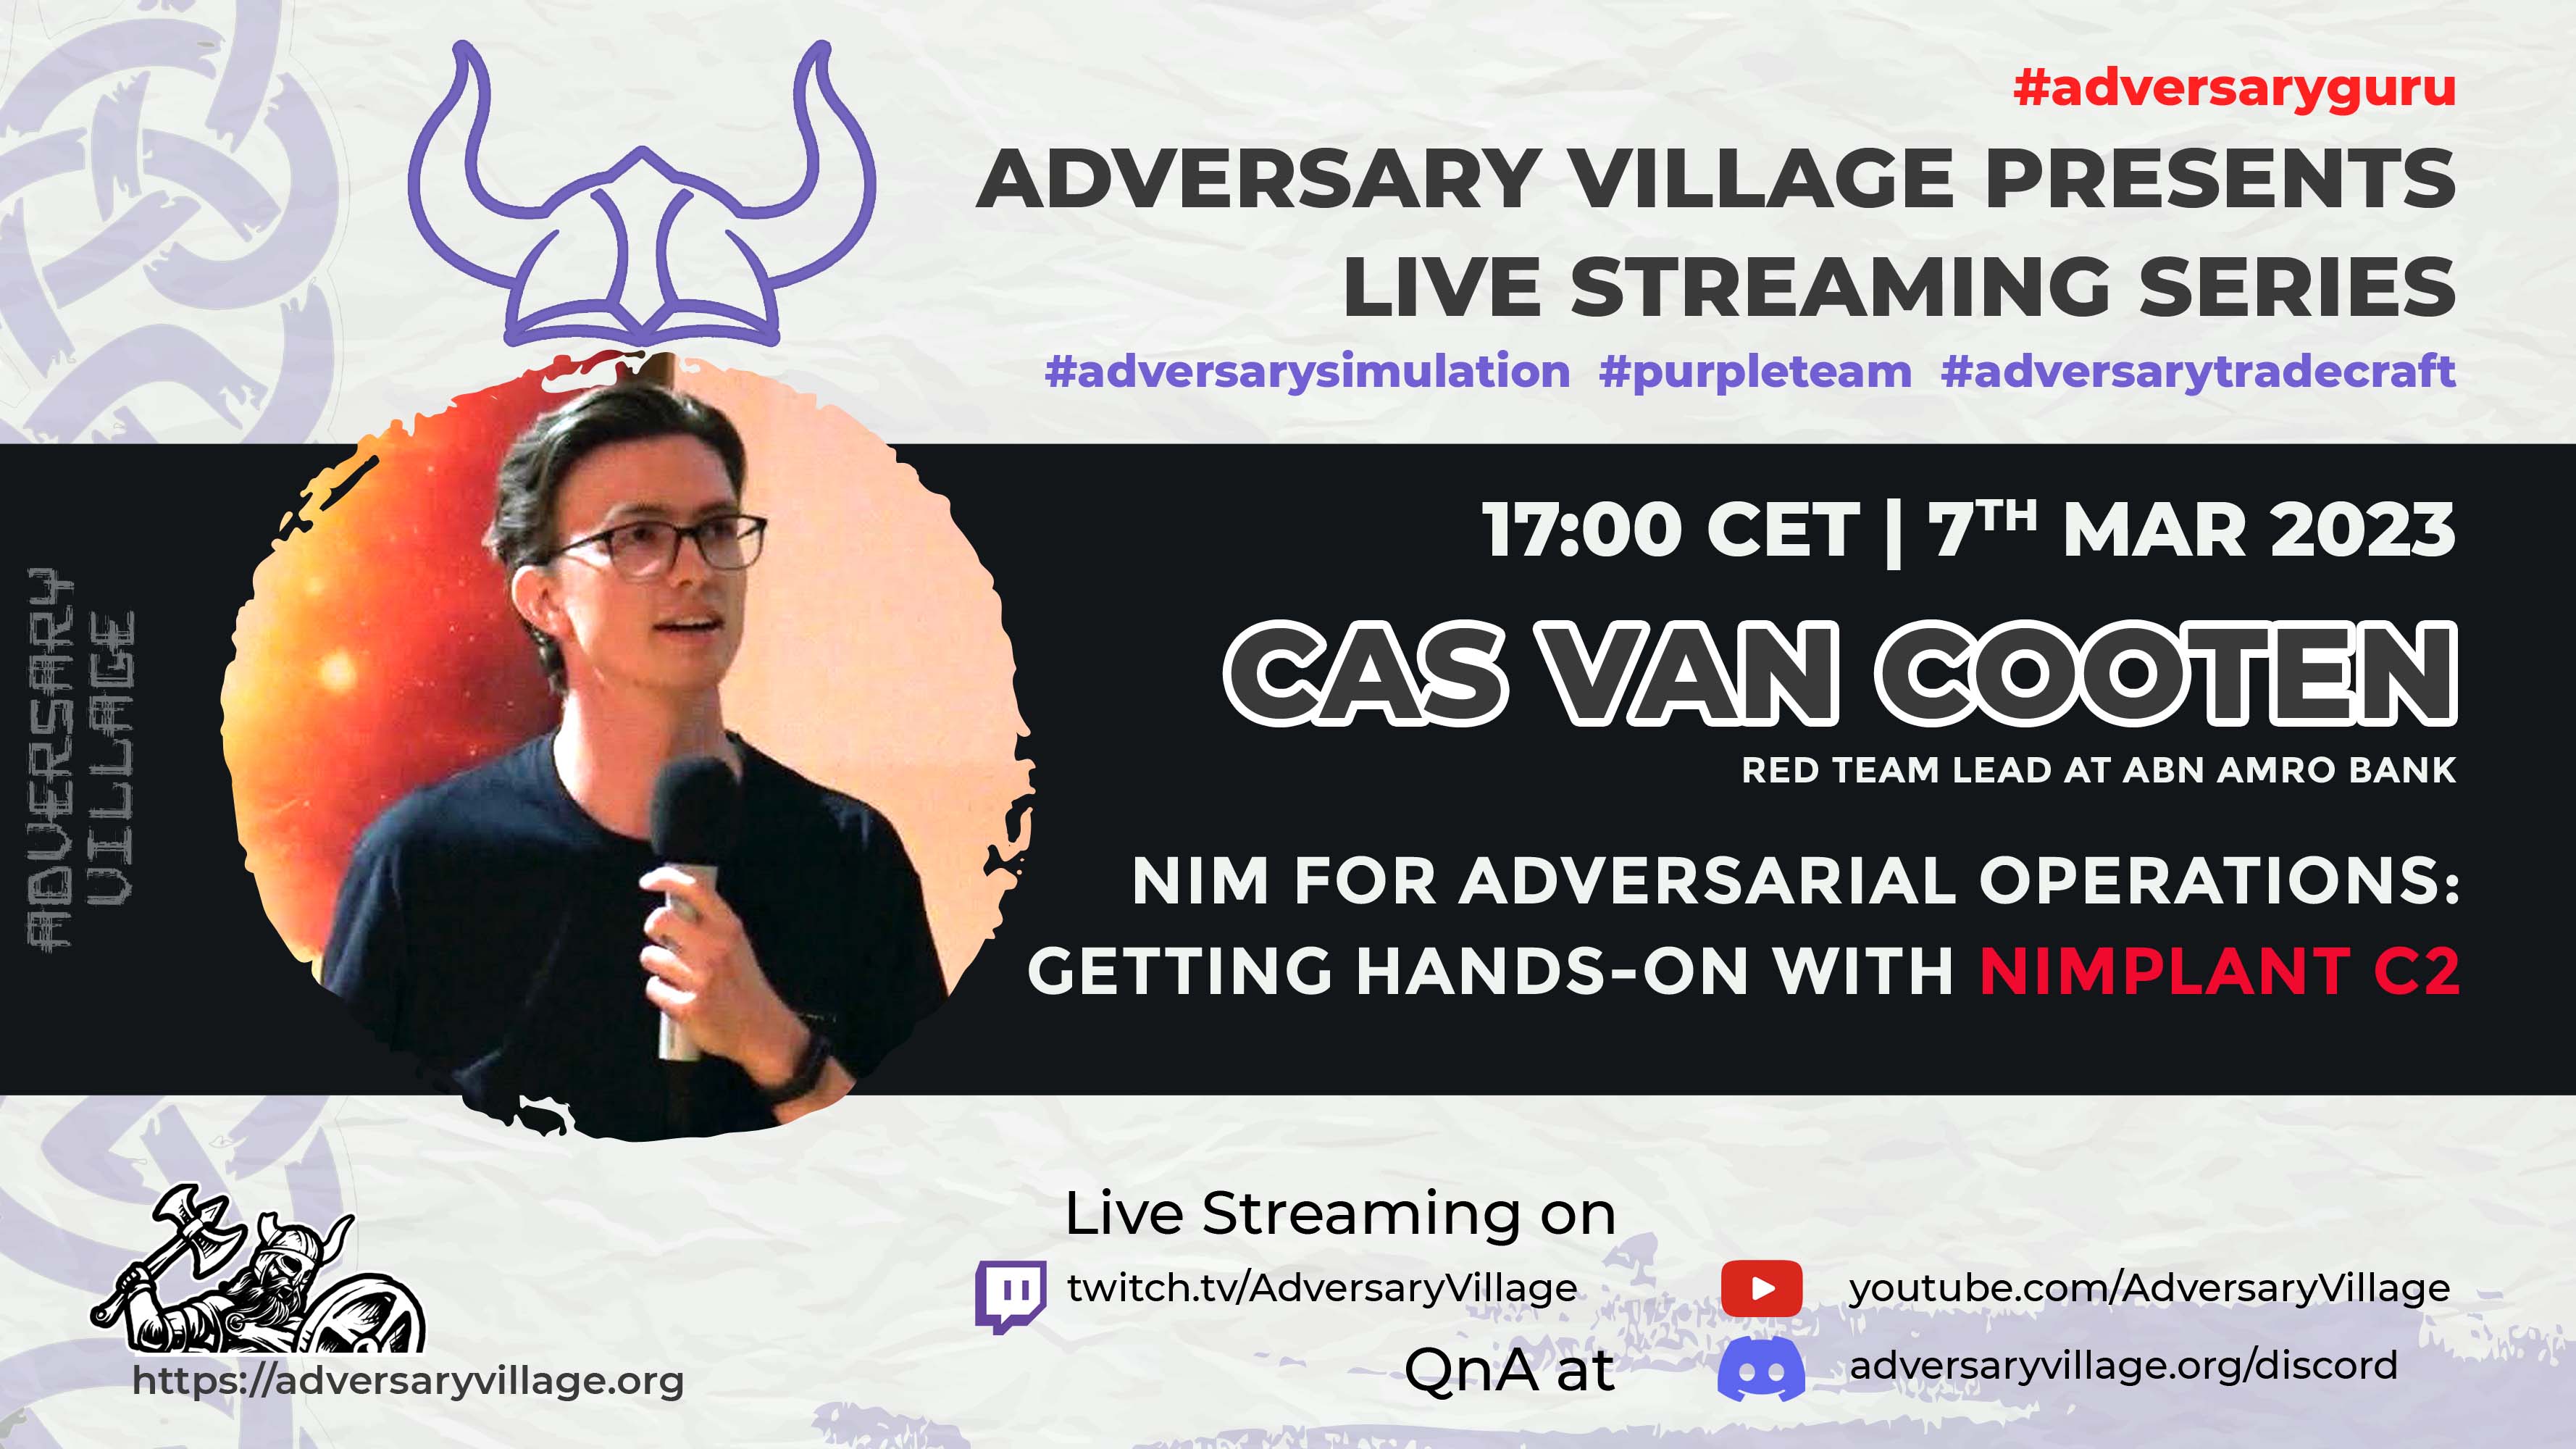 #adversaryguru
ADVERSARY VILLAGE PRESENTS
LIVE STREAMING SERIES
#adversarysimulation #purpleteam #adversarytradecraft
17:00 CET | 7TH MAR 2023
CAS VAN COOTEN
RED TEAM LEAD AT ABN AMRO BANK
NIM FOR ADVERSARIAL OPERATIONS:
GETTING HANDS-ON WITH NIMPLANT C2
ADVERSARY
VILLAGE
Live Streaming on
twitch.tv/AdversaryVillage
youtube.com/AdversaryVillage
QnA at
adversaryvillage.org/discord
https://adversaryvillage.org